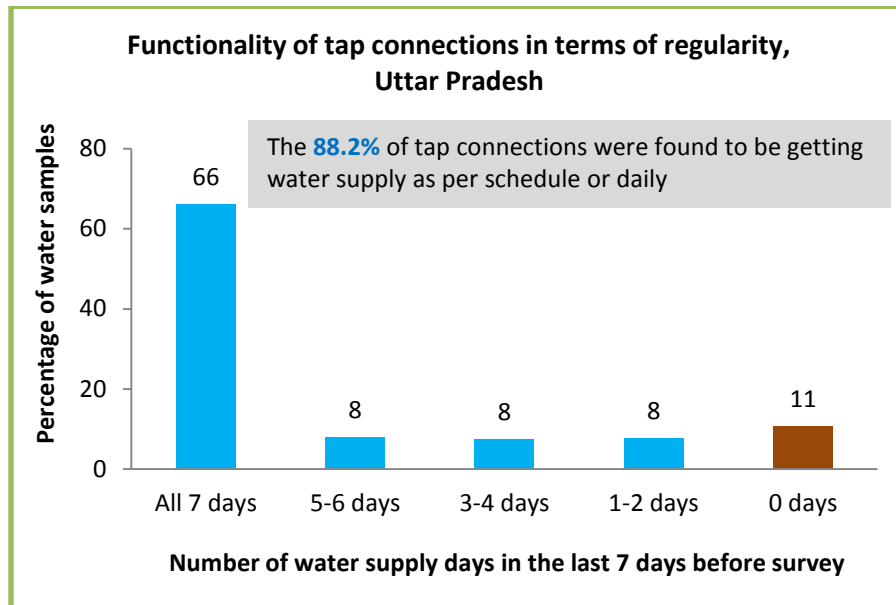 Functionality of tap connections in terms of regularity,
Uttar Pradesh
The 88.2% of tap connections were found to be getting
water supply as per schedule or daily
Percentage of water samples
80
60
40
20
0
66
8
8
8
11
All 7 days
5-6 days
3-4 days
1-2 days
0 days
Number of water supply days in the last 7 days before survey